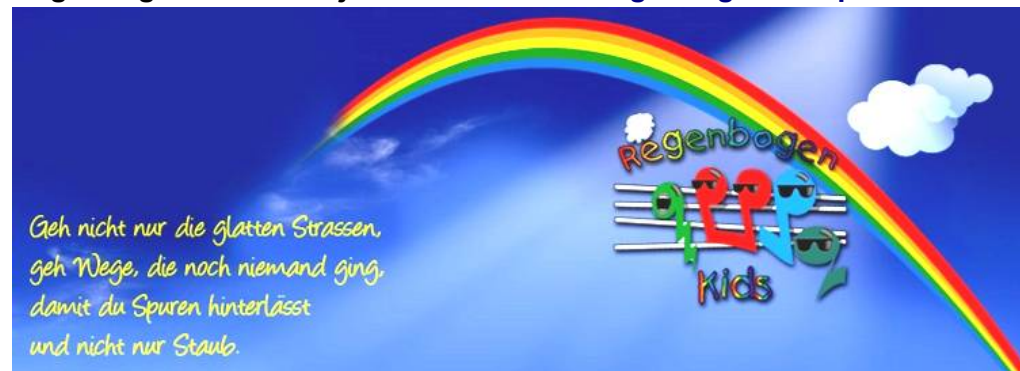 Regenbogen
Kids
Geh nicht nur die glatten Strassen,
geh Wege, die noch niemand ging,
damit du Spuren hinterlässt
und nicht nur Staub.